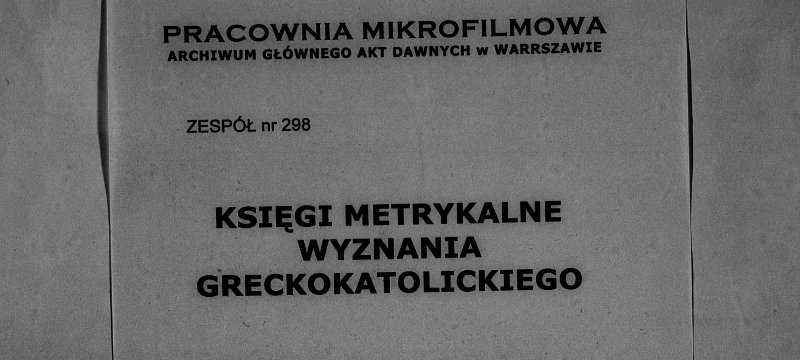 PRACOWNIA MIKROFILMOWA
ARCHIWUM GŁÓWNEGO AKT DAWNYCH w WARRSZAWIE
ZESPÓŁ nr 298
KSIĘGI METRYKALNE
WYZNANIA
GRECKOKATOLICKIEGO